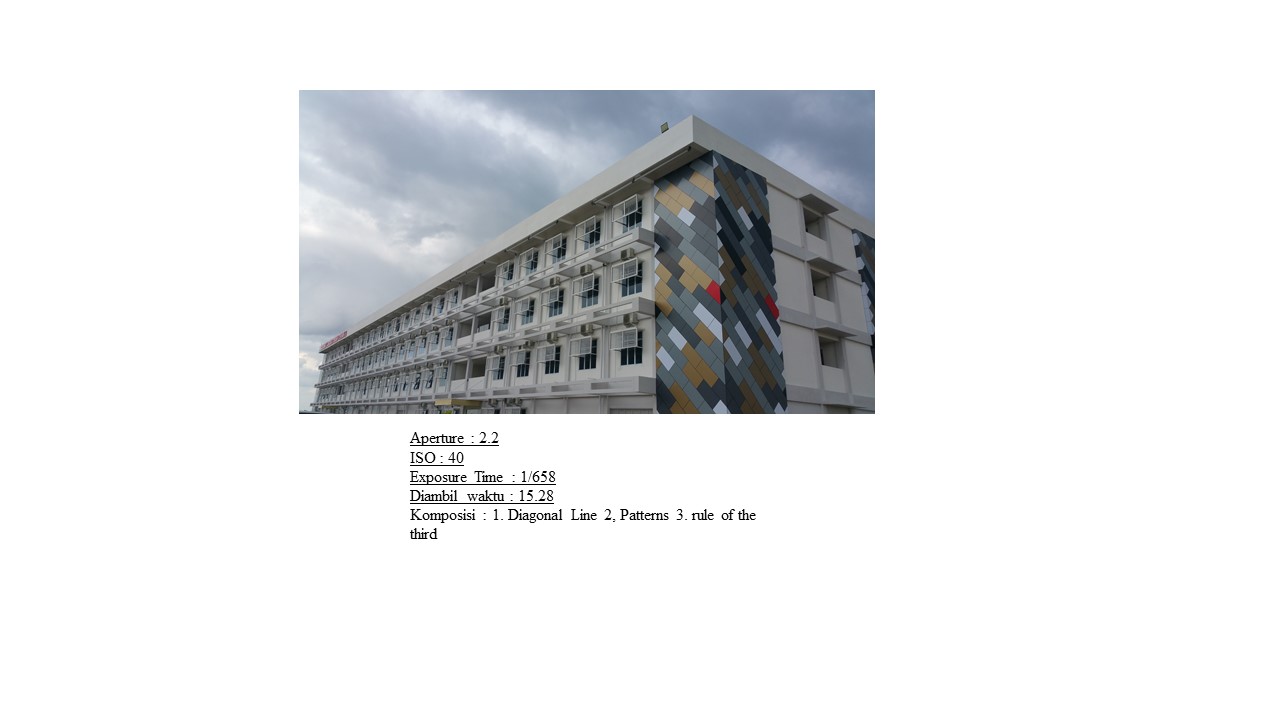 Aperture : 2.2
ISO : 40
Exposure Time : 1/658
Diambil waktu : 15.28
Komposisi : 1. Diagonal Line 2, Patterns 3. rule of the
third